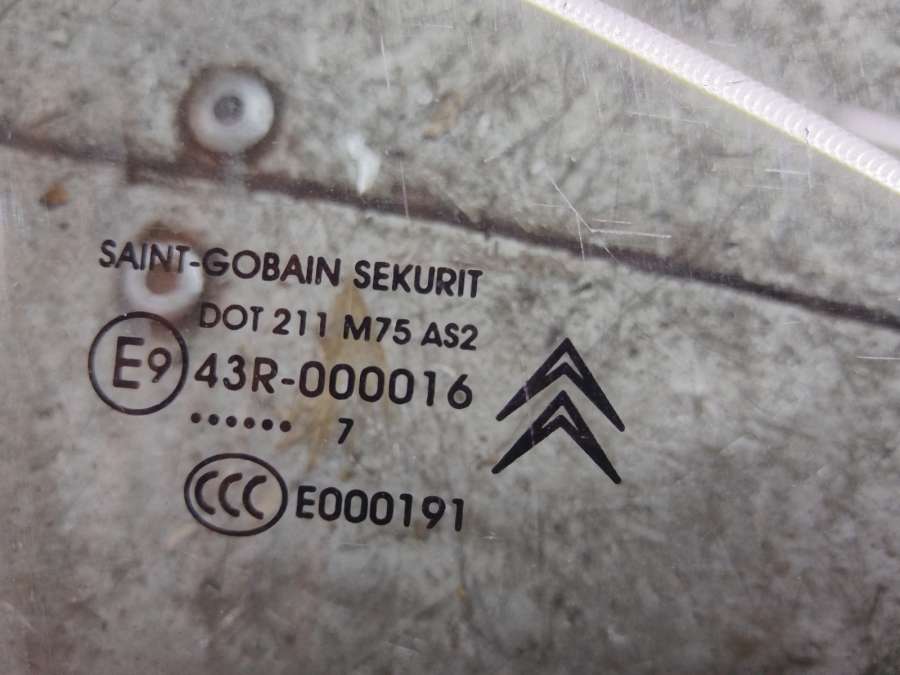 SAINT-GOBAIN SEKURIT
DOT 211 M75 AS2
E9 43R-000016
...... 7
CCC E000191